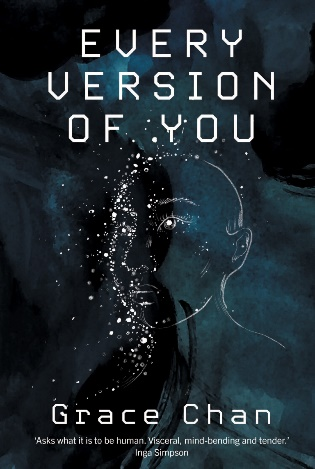 EVERY
VERSION
OF YOU
Grace Chan
‘Asks what it is to be human. Visceral, mind-bending and tender.’
Inga Simpson